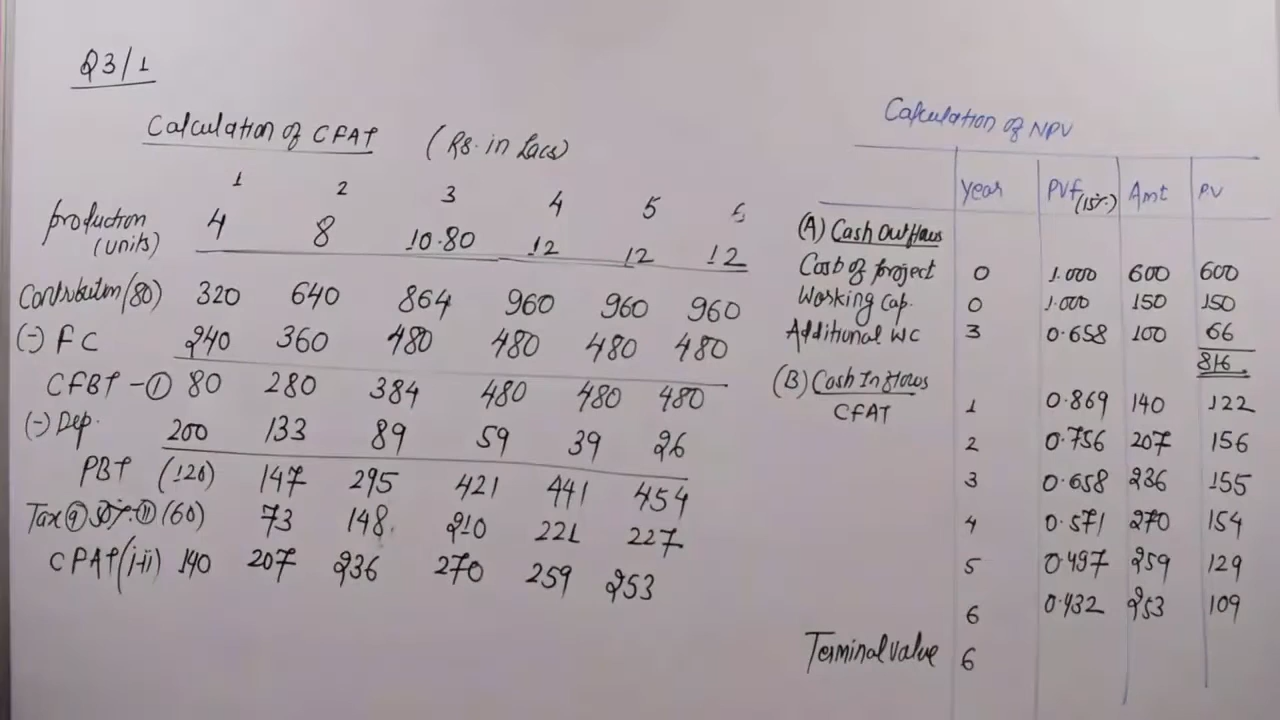 Q3/1
Calculation of CFAT (Rs. in Lacs)
1 2 3 4 5 6
production (units) 4 8 10.80 12 12 12
Contribution (80) 320 640 864 960 960 960
(-) FC 240 360 480 480 480 480
CFBT - (i) 80 280 384 480 480 480
(-) Dep. 200 133 89 59 39 26
PBT (120) 147 295 421 441 454
Tax @ 50%-(ii) (60) 73 148 210 221 227
CPAT (i-ii) 140 207 236 270 259 253
Calculation of NPV
year PVf (15%) Amt PV
(A) Cash Outflows
Cost of project 0 1.000 600 600
Working Cap. 0 1.000 150 150
Additional WC 3 0.658 100 66
816
(B) Cash Inflows
CFAT 1 0.869 140 122
2 0.756 207 156
3 0.658 236 155
4 0.571 270 154
5 0.497 259 129
6 0.432 253 109
Terminal value 6